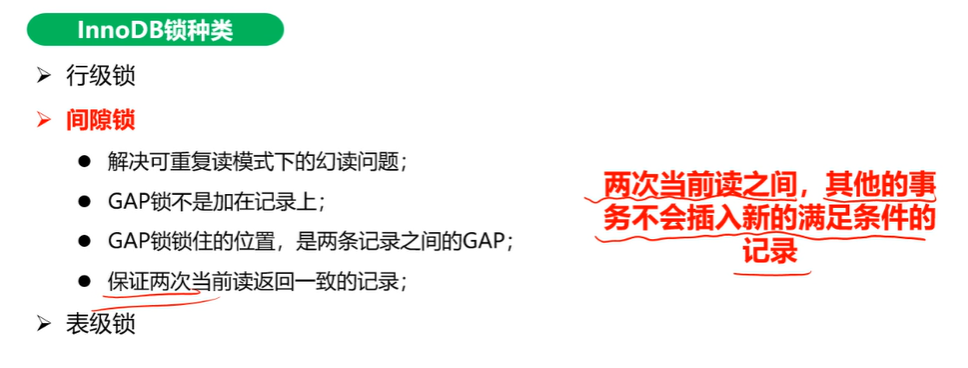 InnoDB锁种类
行级锁
间隙锁
解决可重复读模式下的幻读问题；
GAP锁不是加在记录上；
GAP锁锁住的位置，是两条记录之间的GAP；
保证两次当前读返回一致的记录；
表级锁
两次当前读之间，其他的事
务不会插入新的满足条件的
记录